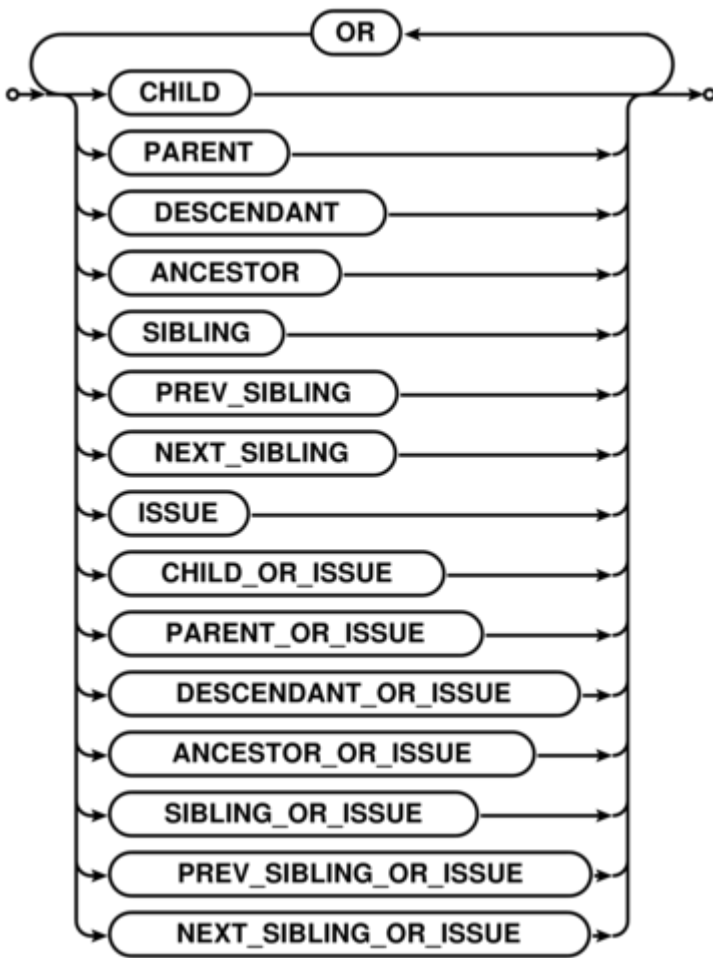 OR
CHILD
PARENT
DESCENDANT
ANCESTOR
SIBLING
PREV_SIBLING
NEXT_SIBLING
ISSUE
CHILD_OR_ISSUE
PARENT_OR_ISSUE
DESCENDANT_OR_ISSUE
ANCESTOR_OR_ISSUE
SIBLING_OR_ISSUE
PREV_SIBLING_OR_ISSUE
NEXT_SIBLING_OR_ISSUE